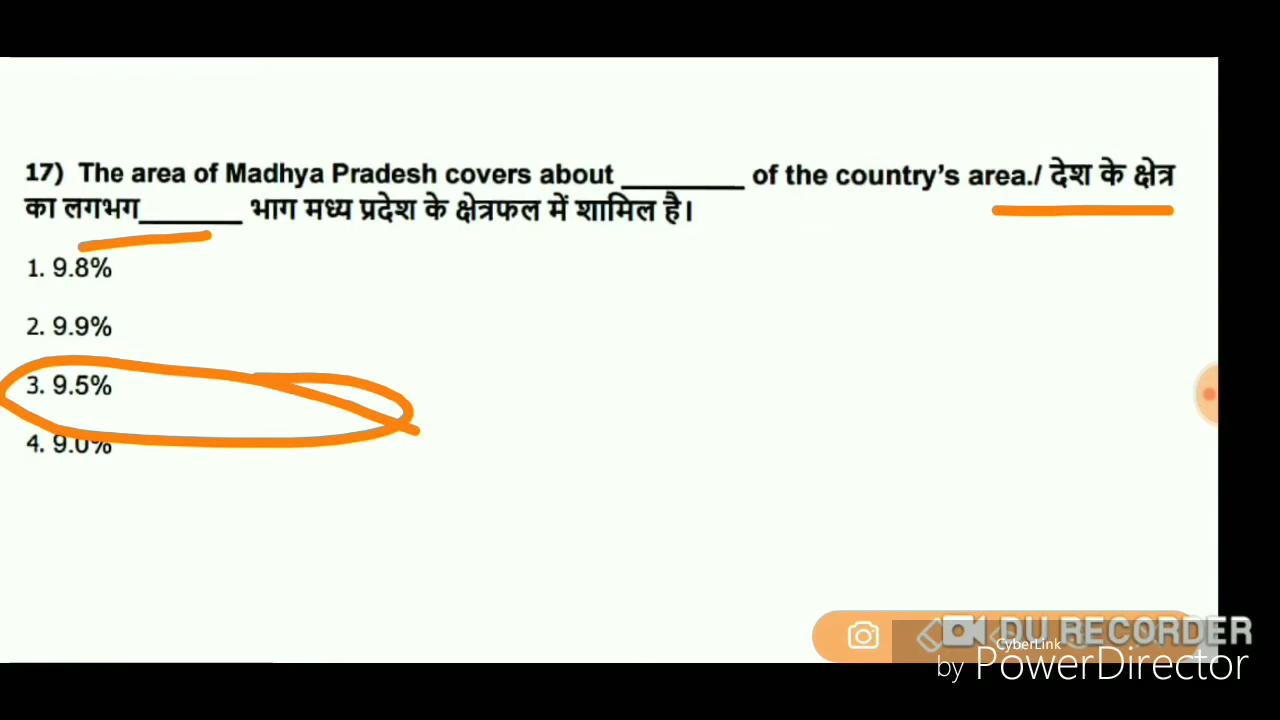 17) The area of Madhya Pradesh covers about ________ of the country's area./ देश के क्षेत्र
का लगभग_______ भाग मध्य प्रदेश के क्षेत्रफल में शामिल है।
1. 9.8%
2. 9.9%
3. 9.5%
4. 9.0%
DU RECORDER
CyberLink
by PowerDirector